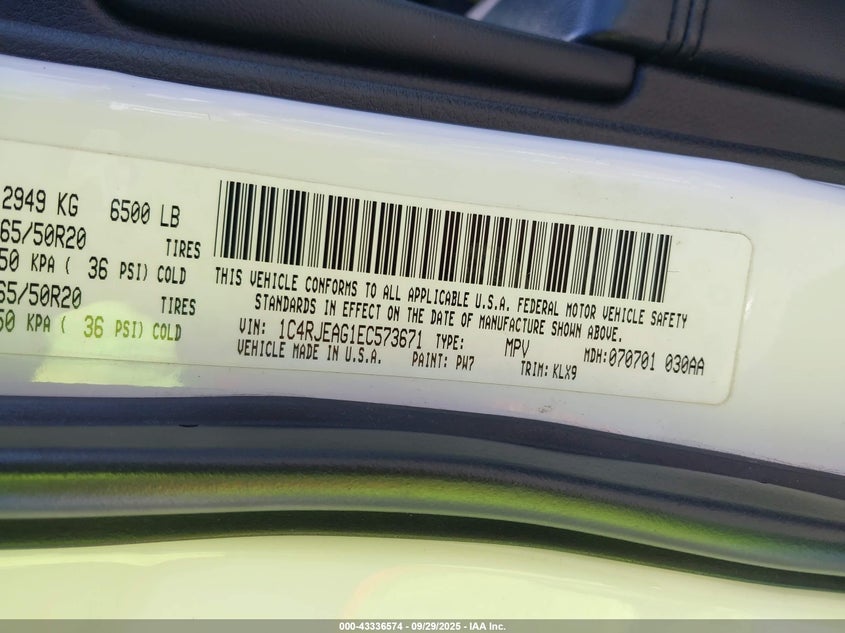 2949 KG 6500 LB
65/50R20 TIRES
50 KPA ( 36 PSI) COLD
65/50R20 TIRES
50 KPA ( 36 PSI) COLD
THIS VEHICLE CONFORMS TO ALL APPLICABLE U.S.A. FEDERAL MOTOR VEHICLE SAFETY
STANDARDS IN EFFECT ON THE DATE OF MANUFACTURE SHOWN ABOVE.
VIN: 1C4RJEAG1EC573671 TYPE: MPV MDH:070701 030AA
VEHICLE MADE IN U.S.A. PAINT: PW7 TRIM: KLX9
000-43336574 - 09/29/2025 - IAA Inc.